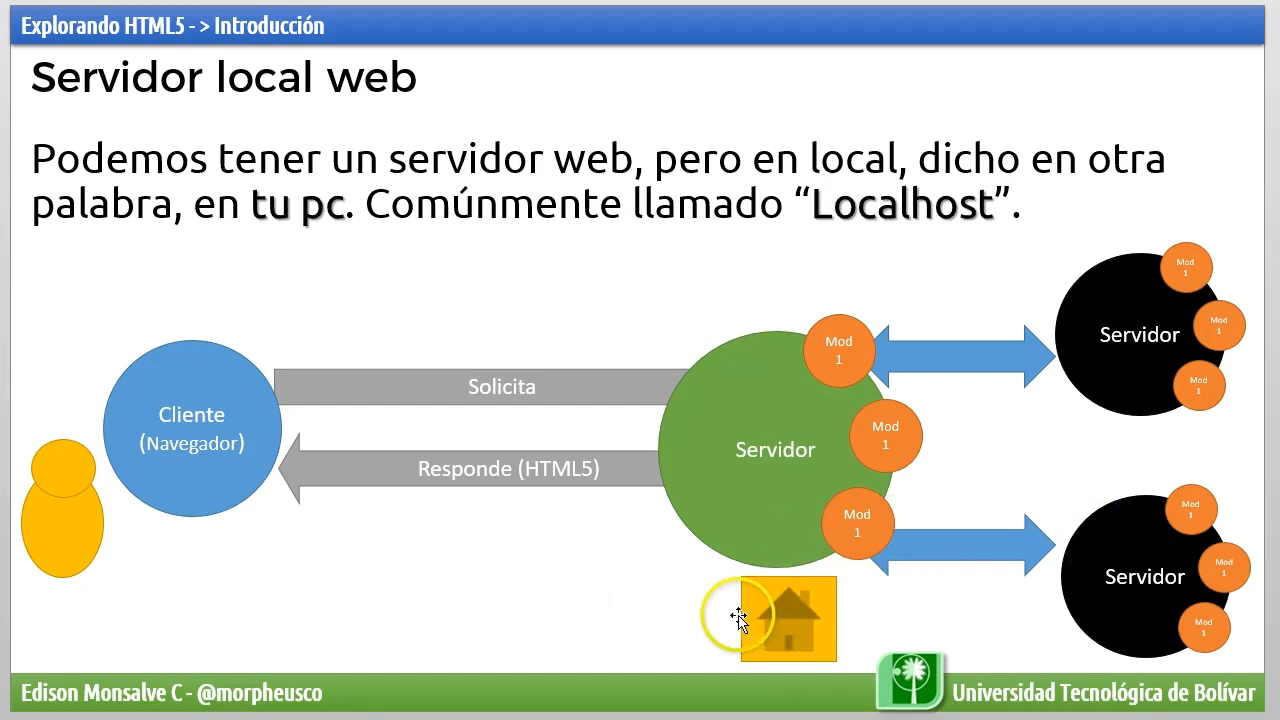 Explorando HTML5 - > Introducción
Servidor local web
Podemos tener un servidor web, pero en local, dicho en otra
palabra, en tu pc. Comúnmente llamado “Localhost”.
Cliente
(Navegador)
Solicita
Responde (HTML5)
Servidor
Mod
1
Mod
1
Mod
1
Servidor
Mod
1
Mod
1
Mod
1
Servidor
Mod
1
Mod
1
Mod
1
Edison Monsalve C - @morpheusco
Universidad Tecnológica de Bolívar